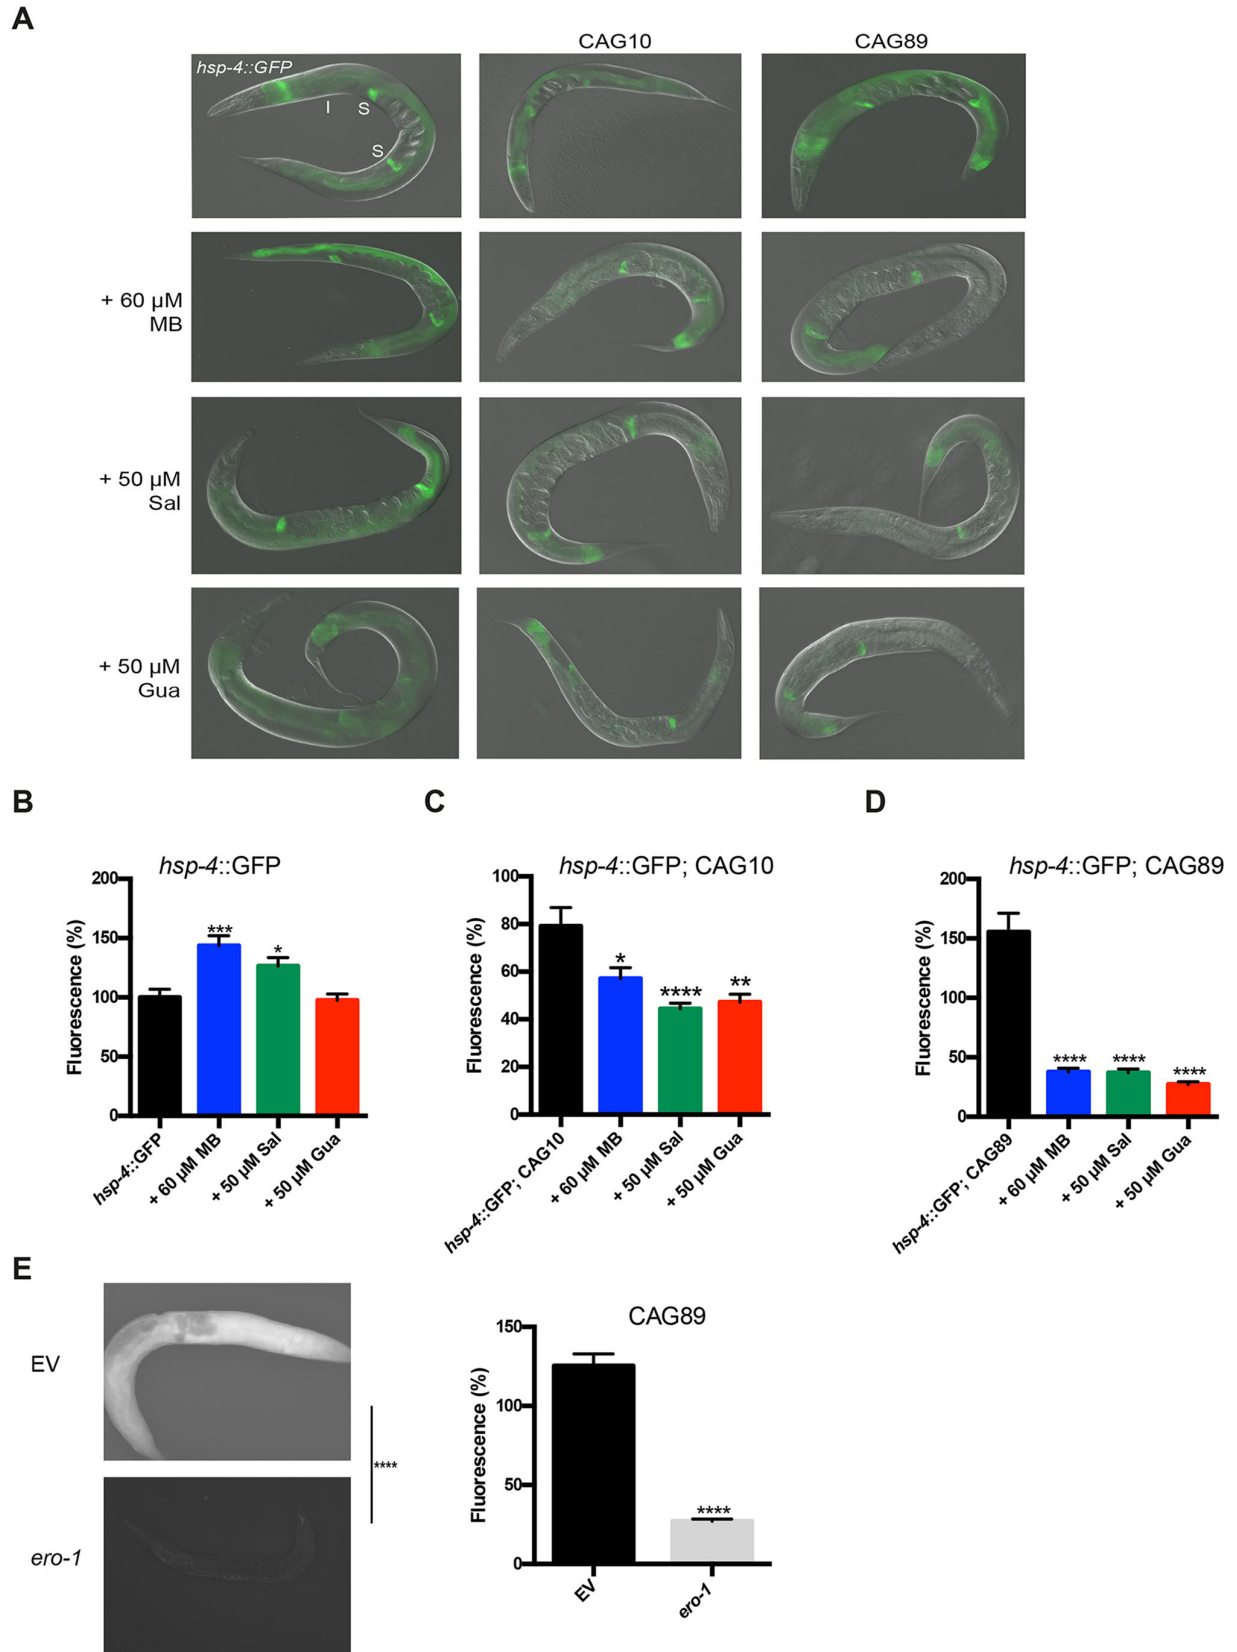 A
CAG10
CAG89
hsp-4::GFP
I
S
S
+ 60 µM
MB
+ 50 µM
Sal
+ 50 µM
Gua
B
C
D
hsp-4::GFP
200
150
100
50
0
Fluorescence (%)
***
*
hsp-4::GFP
+ 60 µM MB
+ 50 µM Sal
+ 50 µM Gua
hsp-4::GFP; CAG10
100
80
60
40
20
0
Fluorescence (%)
*
****
**
hsp-4::GFP; CAG10
+ 60 µM MB
+ 50 µM Sal
+ 50 µM Gua
hsp-4::GFP; CAG89
200
150
100
50
0
Fluorescence (%)
****
****
****
hsp-4::GFP; CAG89
+ 60 µM MB
+ 50 µM Sal
+ 50 µM Gua
E
EV
ero-1
****
CAG89
150
100
50
0
Fluorescence (%)
****
EV
ero-1